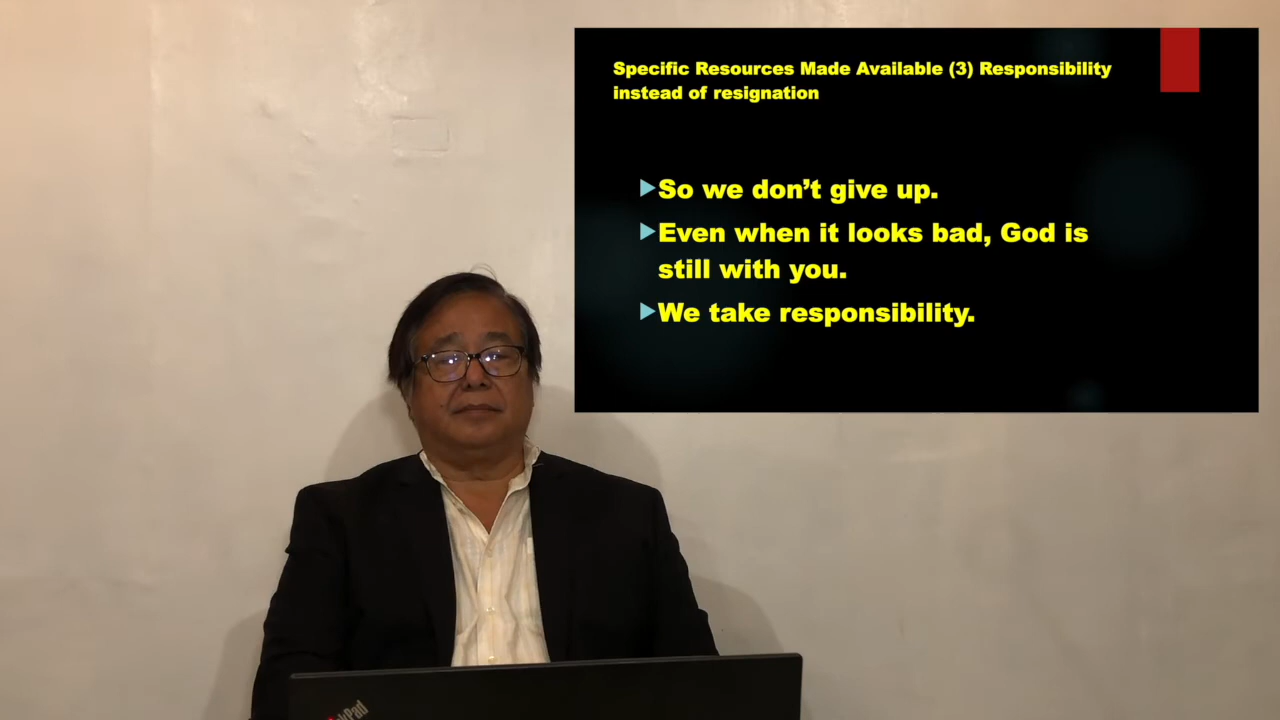 Specific Resources Made Available (3) Responsibility
instead of resignation
So we don’t give up.
Even when it looks bad, God is
still with you.
We take responsibility.